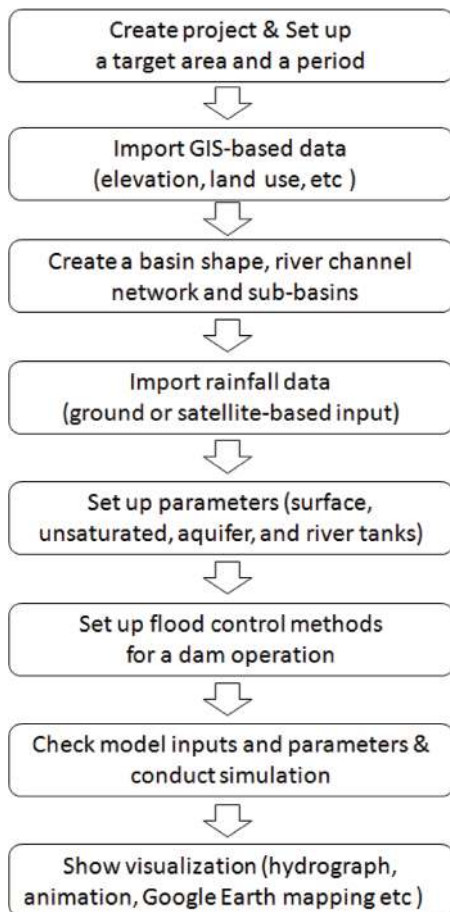 Create project & Set up
a target area and a period
Import GIS-based data
(elevation, land use, etc )
Create a basin shape, river channel
network and sub-basins
Import rainfall data
(ground or satellite-based input)
Set up parameters (surface,
unsaturated, aquifer, and river tanks)
Set up flood control methods
for a dam operation
Check model inputs and parameters &
conduct simulation
Show visualization (hydrograph,
animation, Google Earth mapping etc )